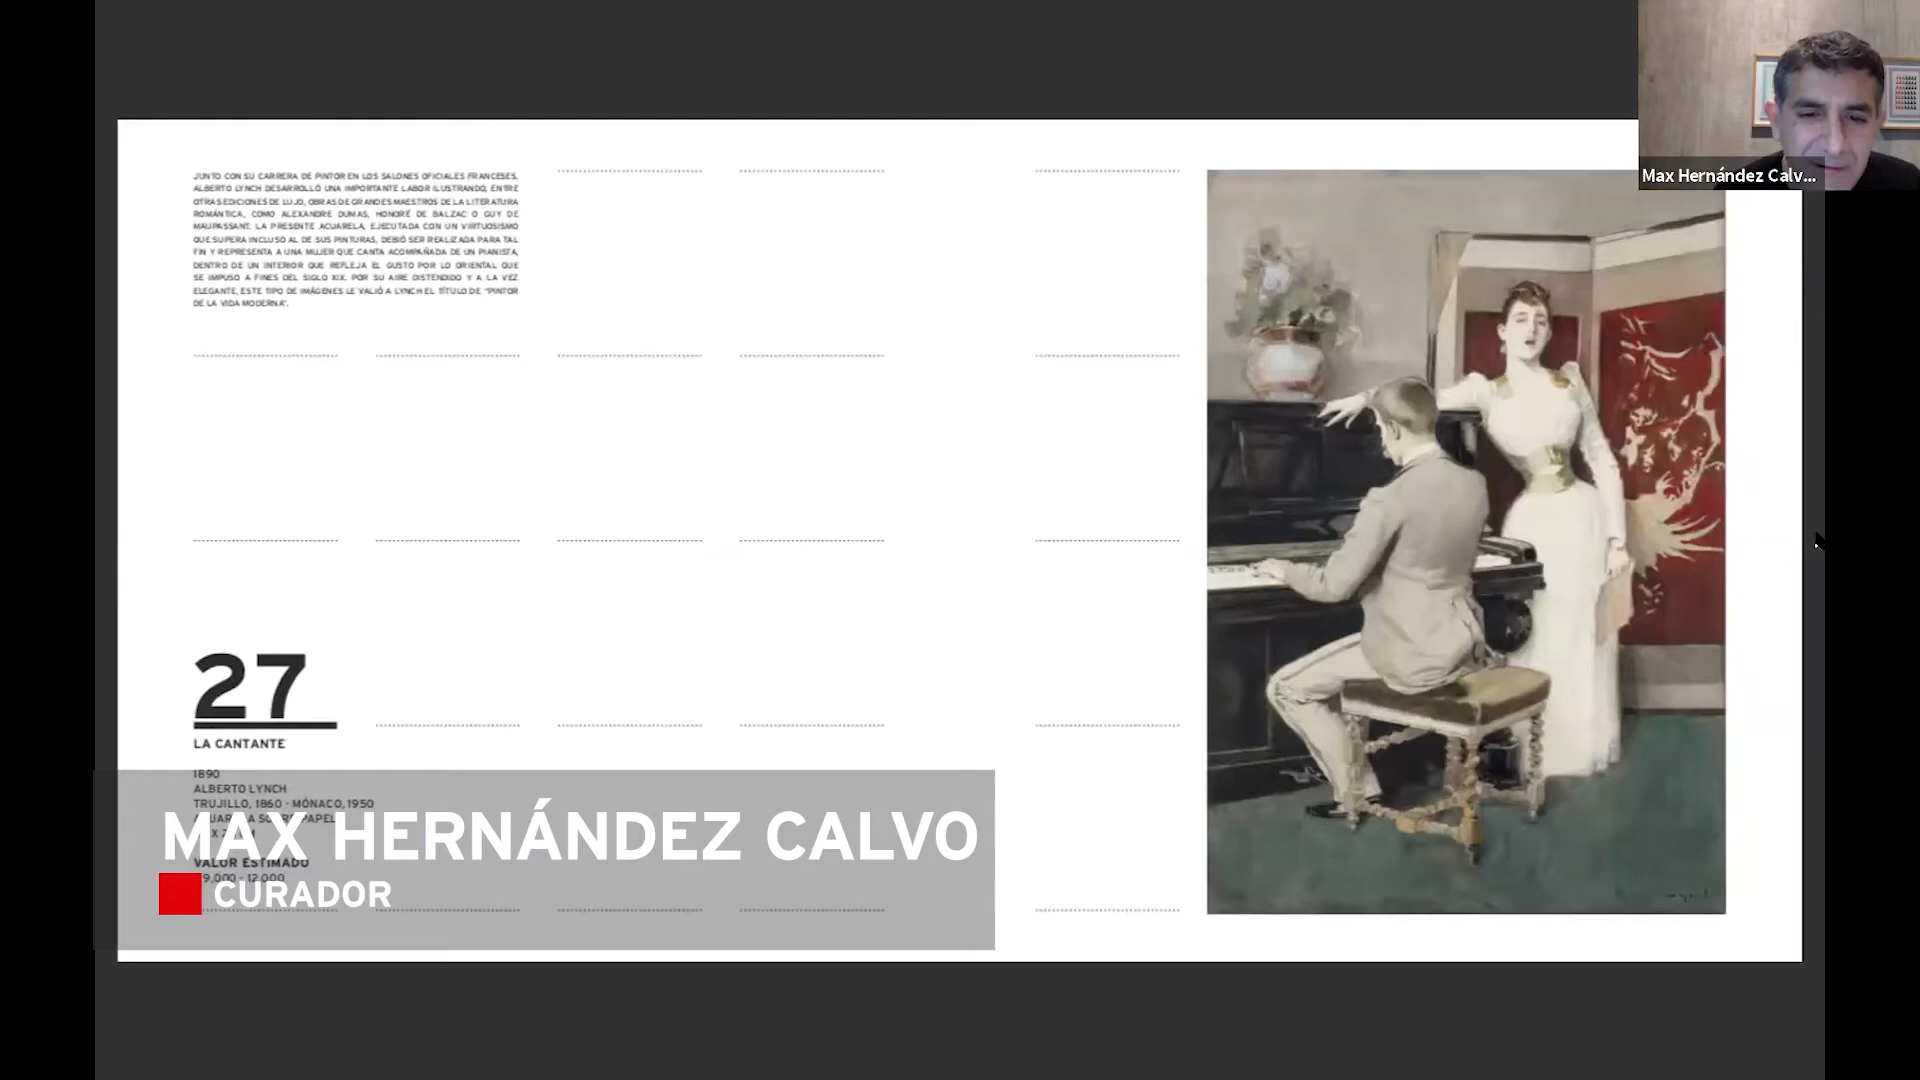 JUNTO CON SU CARRERA DE PINTOR EN LOS SALONES OFICIALES FRANCESES,
ALBERTO LYNCH DESARROLLÓ UNA IMPORTANTE LABOR ILUSTRANDO, ENTRE
OTRAS EDICIONES DE LUJO, OBRAS DE GRANDES MAESTROS DE LA LITERATURA
ROMÁNTICA, COMO ALEXANDRE DUMAS, HONORÉ DE BALZAC O GUY DE
MAUPASSANT. LA PRESENTE ACUARELA, EJECUTADA CON UN VIRTUOSISMO
QUE SUPERA INCLUSO AL DE SUS PINTURAS, DEBIÓ SER REALIZADA PARA TAL
FIN Y REPRESENTA A UNA MUJER QUE CANTA ACOMPAÑADA DE UN PIANISTA,
DENTRO DE UN INTERIOR QUE REFLEJA EL GUSTO POR LO ORIENTAL QUE
SE IMPUSO A FINES DEL SIGLO XIX. POR SU AIRE DISTENDIDO Y A LA VEZ
ELEGANTE, ESTE TIPO DE IMÁGENES LE VALIÓ A LYNCH EL TÍTULO DE "PINTOR
DE LA VIDA MODERNA".
Max Hernández Calv...
27
LA CANTANTE
1890
ALBERTO LYNCH
TRUJILLO, 1860 - MÓNACO, 1950
PAPEL
MAX HERNÁNDEZ CALVO
VALOR ESTIMADO
9,000 - 12,000
CURADOR